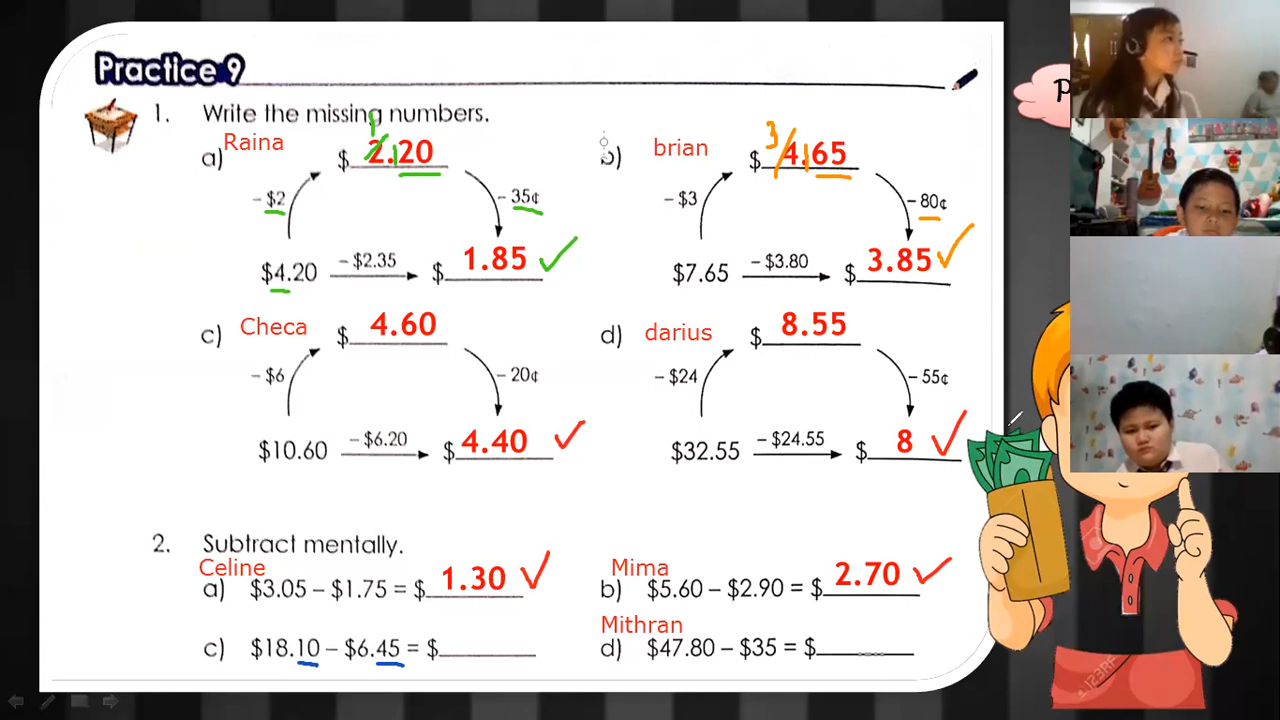 Practice 9
1. Write the missing numbers.
a) Raina $ 2.20
- $2 - 35¢
$4.20 - $2.35 $ 1.85
b) brian $ 4.65
3 1
- $3 - 80¢
$7.65 - $3.80 $ 3.85
c) Checa $ 4.60
- $6 - 20¢
$10.60 - $6.20 $ 4.40
d) darius $ 8.55
- $24 - 55¢
$32.55 - $24.55 $ 8
2. Subtract mentally.
Celine
a) $3.05 – $1.75 = $ 1.30
Mima
b) $5.60 – $2.90 = $ 2.70
c) $18.10 – $6.45 = $
Mithran
d) $47.80 – $35 = $
123RF